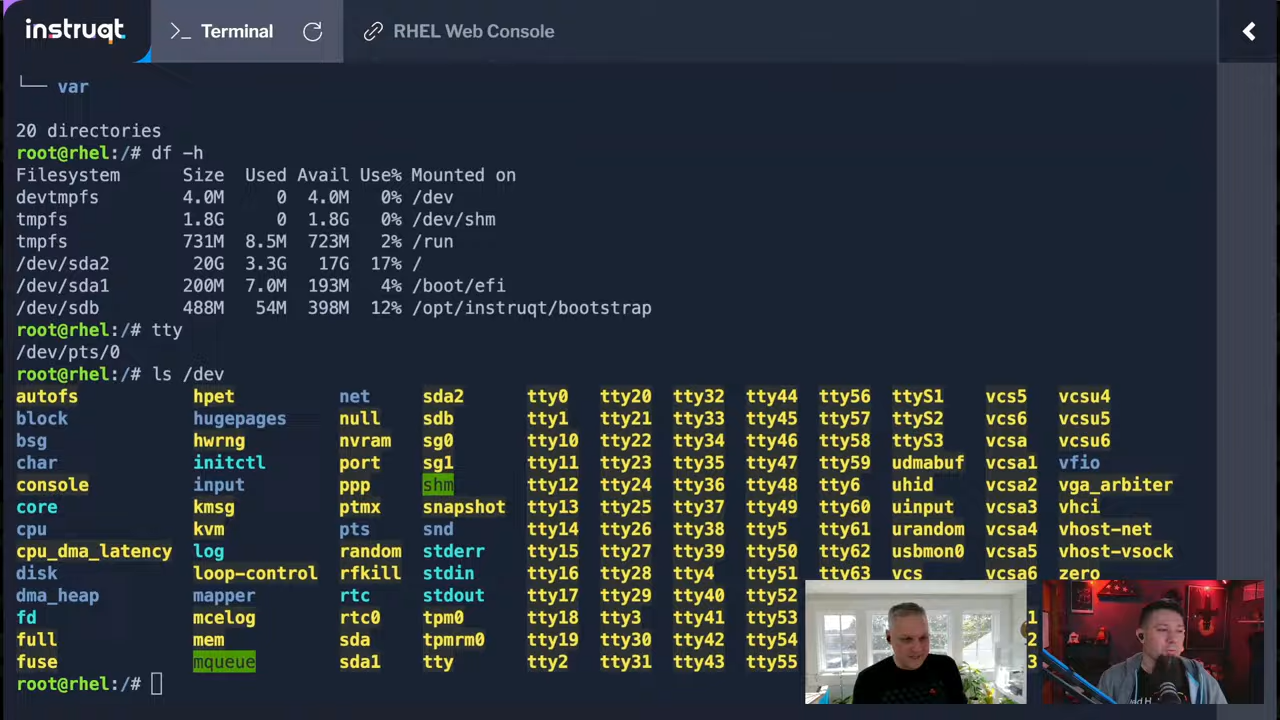 instruqt
>_ Terminal
RHEL Web Console
└── var
20 directories
root@rhel:/# df -h
Filesystem Size Used Avail Use% Mounted on
devtmpfs 4.0M 0 4.0M 0% /dev
tmpfs 1.8G 0 1.8G 0% /dev/shm
tmpfs 731M 8.5M 723M 2% /run
/dev/sda2 20G 3.3G 17G 17% /
/dev/sda1 200M 7.0M 193M 4% /boot/efi
/dev/sdb 488M 54M 398M 12% /opt/instruqt/bootstrap
root@rhel:/# tty
/dev/pts/0
root@rhel:/# ls /dev
autofs hpet net sda2 tty0 tty20 tty32 tty44 tty56 ttyS1 vcs5 vcsu4
block hugepages null sdb tty1 tty21 tty33 tty45 tty57 ttyS2 vcs6 vcsu5
bsg hwrng nvram sg0 tty10 tty22 tty34 tty46 tty58 ttyS3 vcsa vcsu6
char initctl port sg1 tty11 tty23 tty35 tty47 tty59 udmabuf vcsa1 vfio
console input ppp shm tty12 tty24 tty36 tty48 tty6 uhid vcsa2 vga_arbiter
core kmsg ptmx snapshot tty13 tty25 tty37 tty49 tty60 uinput vcsa3 vhci
cpu kvm pts snd tty14 tty26 tty38 tty5 tty61 urandom vcsa4 vhost-net
cpu_dma_latency log random stderr tty15 tty27 tty39 tty50 tty62 usbmon0 vcsa5 vhost-vsock
disk loop-control rfkill stdin tty16 tty28 tty4 tty51 tty63 vcs vcsa6 zero
dma_heap mapper rtc stdout tty17 tty29 tty40 tty52
fd mcelog rtc0 tpm0 tty18 tty3 tty41 tty53 1
full mem sda tpmrm0 tty19 tty30 tty42 tty54 2
fuse mqueue sda1 tty tty2 tty31 tty43 tty55 3
root@rhel:/#